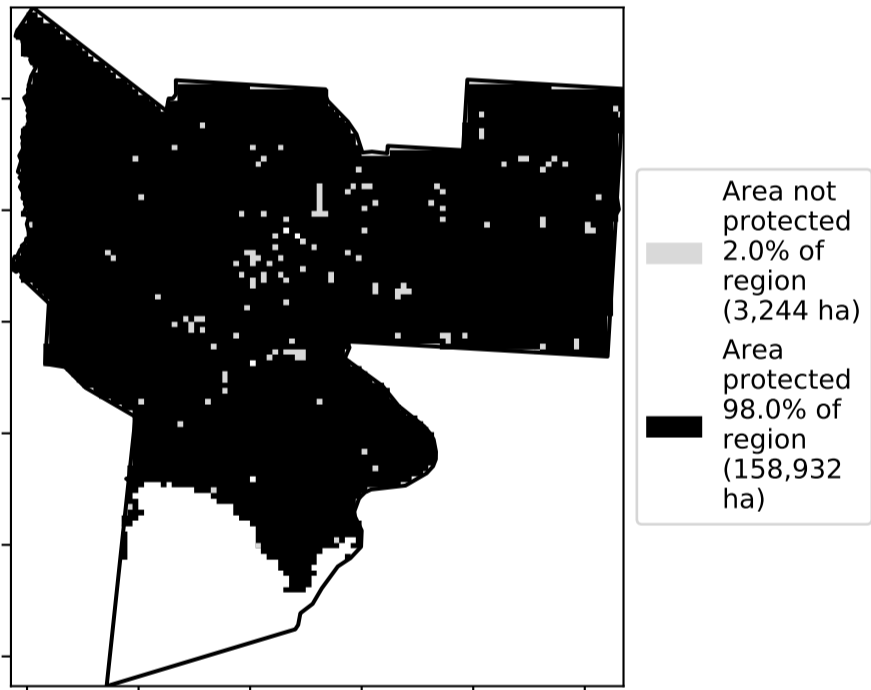 Area not
protected
2.0% of
region
(3,244 ha)
Area
protected
98.0% of
region
(158,932
ha)